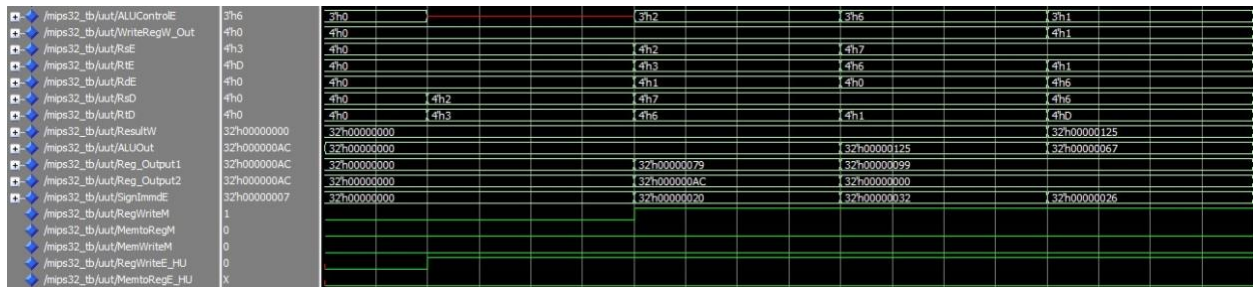 /mips32_tb/uut/ALUControlE 3'h6 3'h0 3'h2 3'h6 3'h1
/mips32_tb/uut/WriteRegW_Out 4'h0 4'h0 4'h1
/mips32_tb/uut/RsE 4'h3 4'h0 4'h2 4'h7
/mips32_tb/uut/RtE 4'hD 4'h0 4'h3 4'h6 4'h1
/mips32_tb/uut/RdE 4'h0 4'h0 4'h1 4'h0 4'h6
/mips32_tb/uut/RsD 4'h0 4'h0 4'h2 4'h7 4'h6
/mips32_tb/uut/RtD 4'h0 4'h0 4'h3 4'h6 4'h1 4'hD
/mips32_tb/uut/ResultW 32'h00000000 32'h00000000 32'h00000125
/mips32_tb/uut/ALUOut 32'h000000AC 32'h00000000 32'h00000125 32'h00000067
/mips32_tb/uut/Reg_Output1 32'h000000AC 32'h00000000 32'h00000079 32'h00000099
/mips32_tb/uut/Reg_Output2 32'h000000AC 32'h00000000 32'h000000AC 32'h00000000
/mips32_tb/uut/SignImmdE 32'h00000007 32'h00000000 32'h00000020 32'h00000032 32'h00000026
/mips32_tb/uut/RegWriteM 1
/mips32_tb/uut/MemtoRegM 0
/mips32_tb/uut/MemWriteM 0
/mips32_tb/uut/RegWriteE_HU 0
/mips32_tb/uut/MemtoRegE_HU X